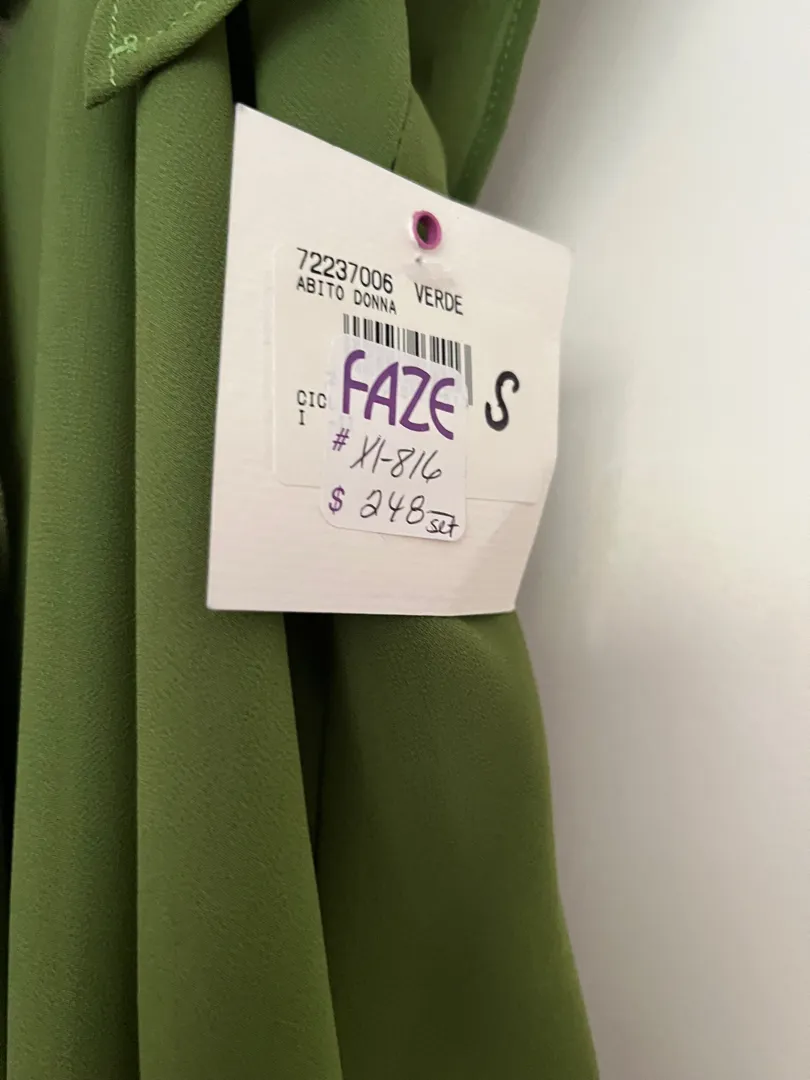 72237006 VERDE
ABITO DONNA
CIC
I
S
FAZE
# X1-816
$ 248 set